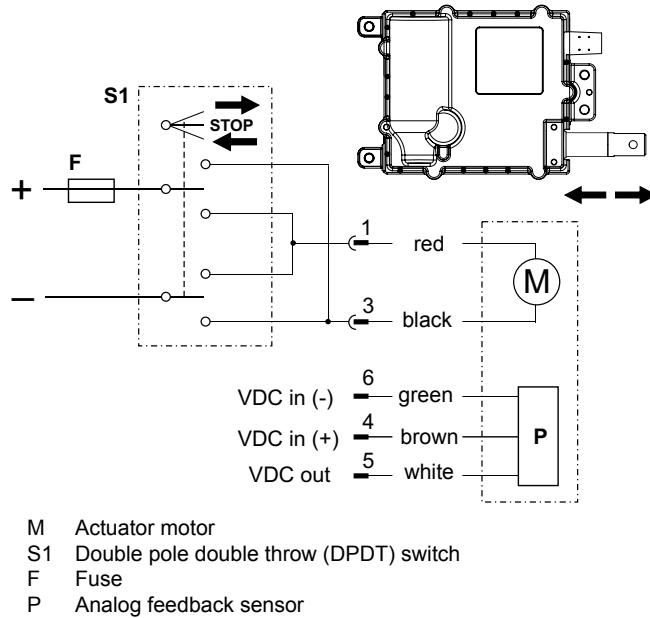 S1
STOP
F
+
−
1 red
M
3 black
6
VDC in (-) green
4
VDC in (+) brown P
5
VDC out white
M Actuator motor
S1 Double pole double throw (DPDT) switch
F Fuse
P Analog feedback sensor